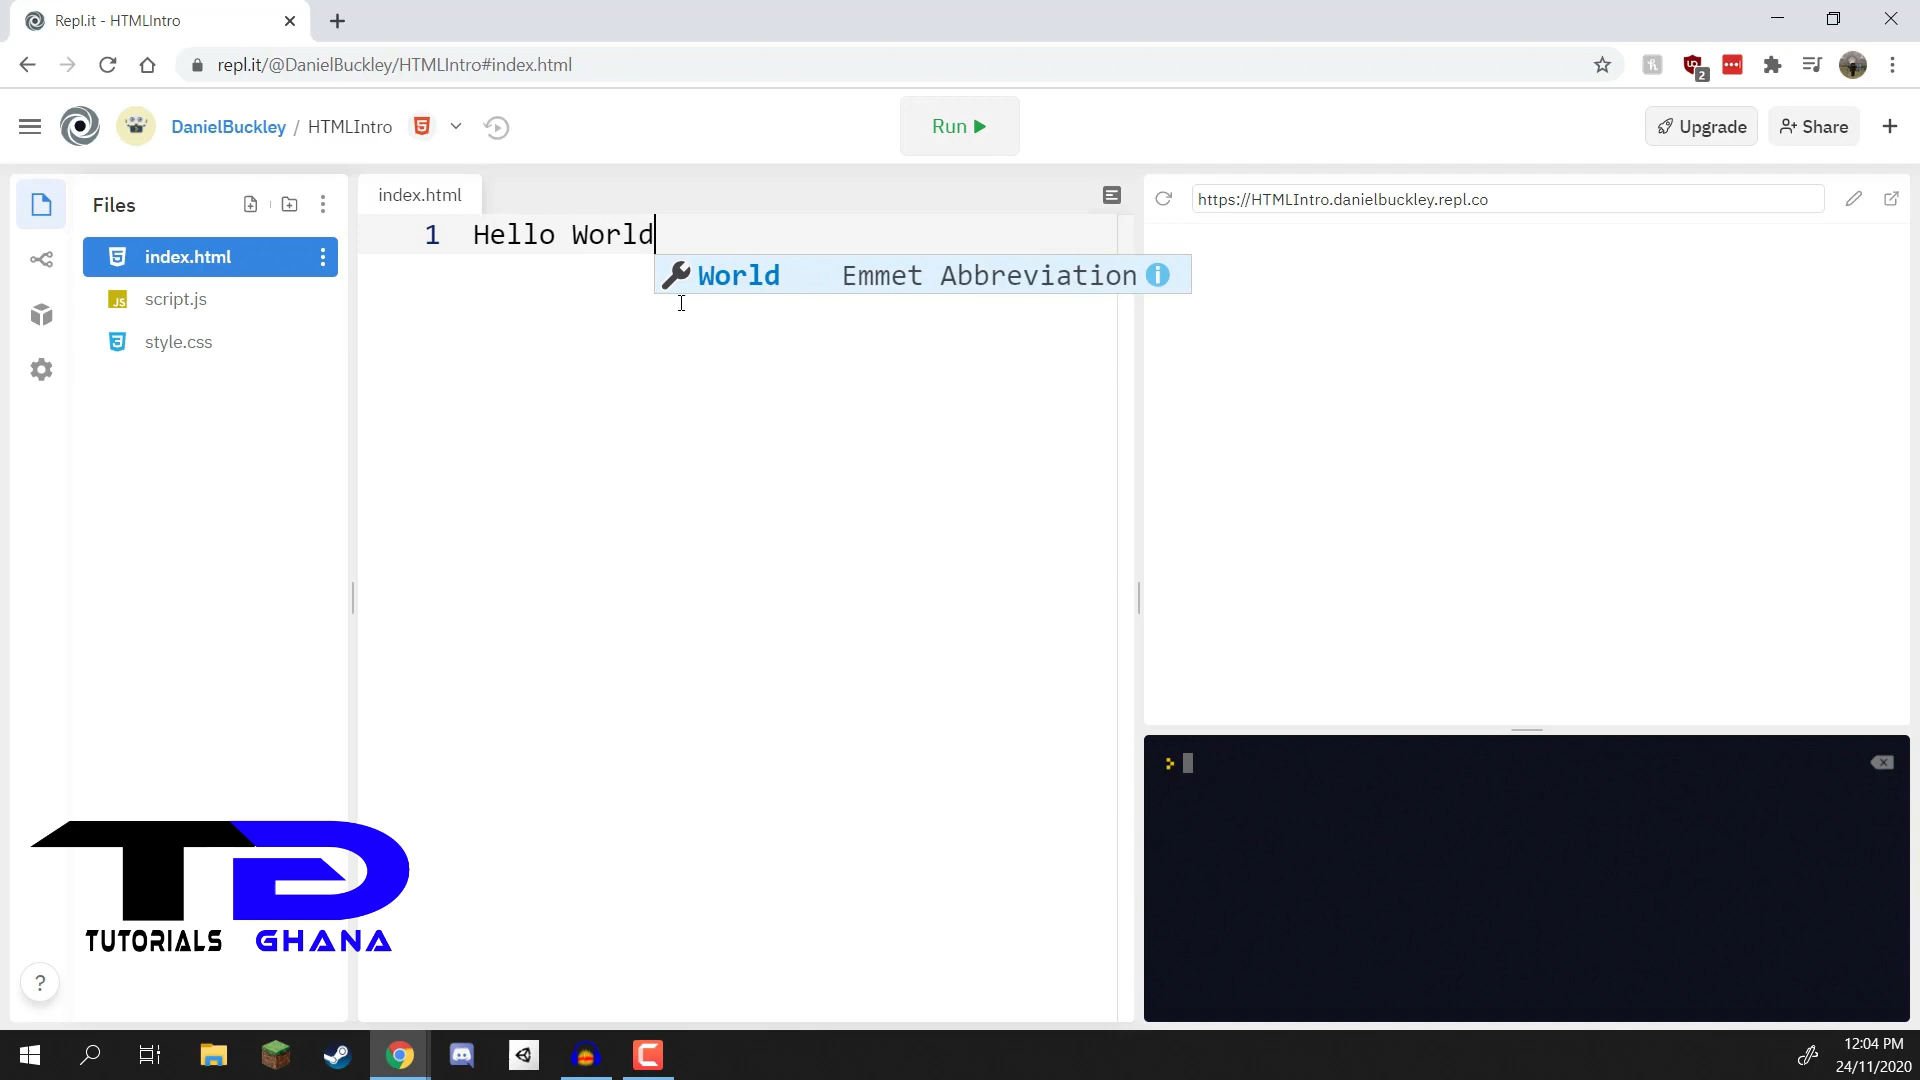 Repl.it - HTMLIntro
repl.it/@DanielBuckley/HTMLIntro#index.html
2
DanielBuckley / HTMLIntro
Run
Upgrade
Share
Files
index.html
script.js
style.css
index.html
1 Hello World
World Emmet Abbreviation
https://HTMLIntro.danielbuckley.repl.co
TUTORIALS GHANA
?
12:04 PM
24/11/2020